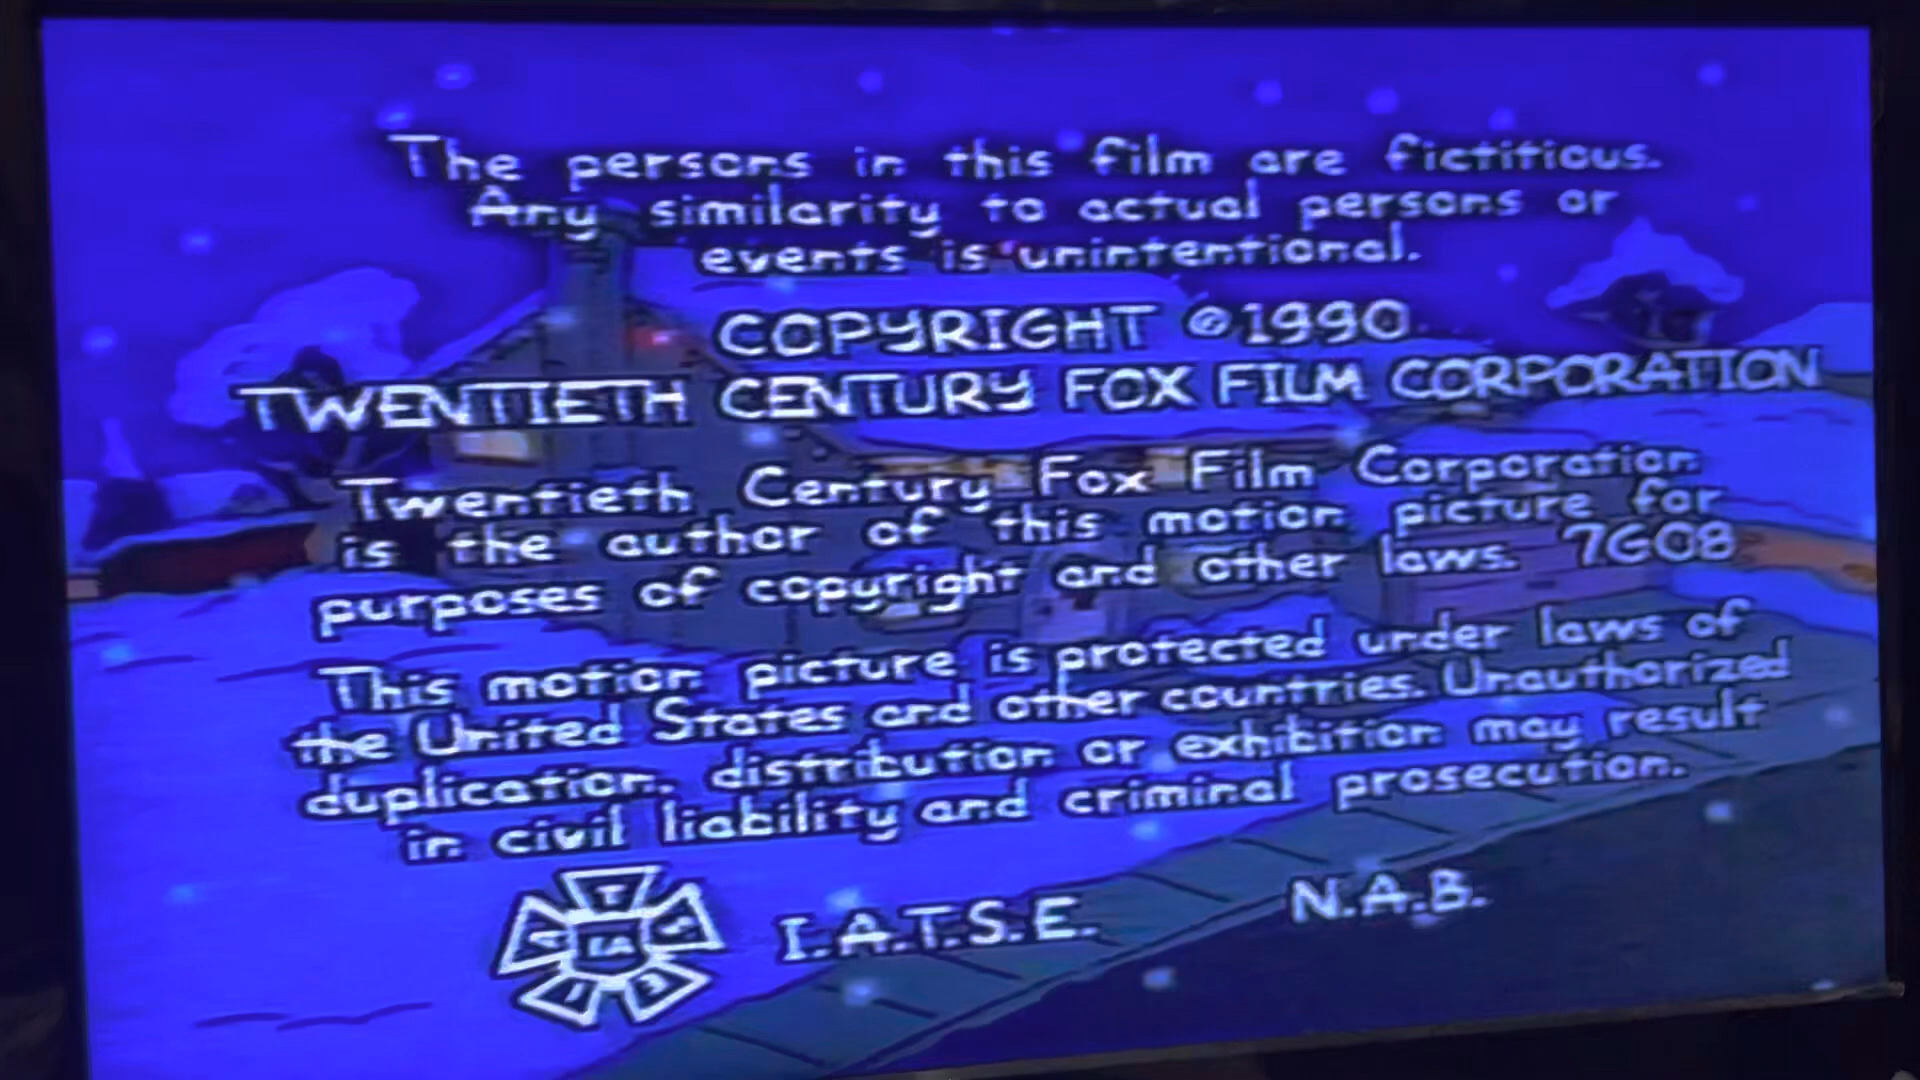 The persons in this film are fictitious.
Any similarity to actual persons or
events is unintentional.
COPYRIGHT ©1990
TWENTIETH CENTURY FOX FILM CORPORATION
Twentieth Century Fox Film Corporation
is the author of this motion picture for
purposes of copyright and other laws. 7G08
This motion picture is protected under laws of
the United States and other countries. Unauthorized
duplication, distribution or exhibition may result
in civil liability and criminal prosecution.
IA
I.A.T.S.E. N.A.B.